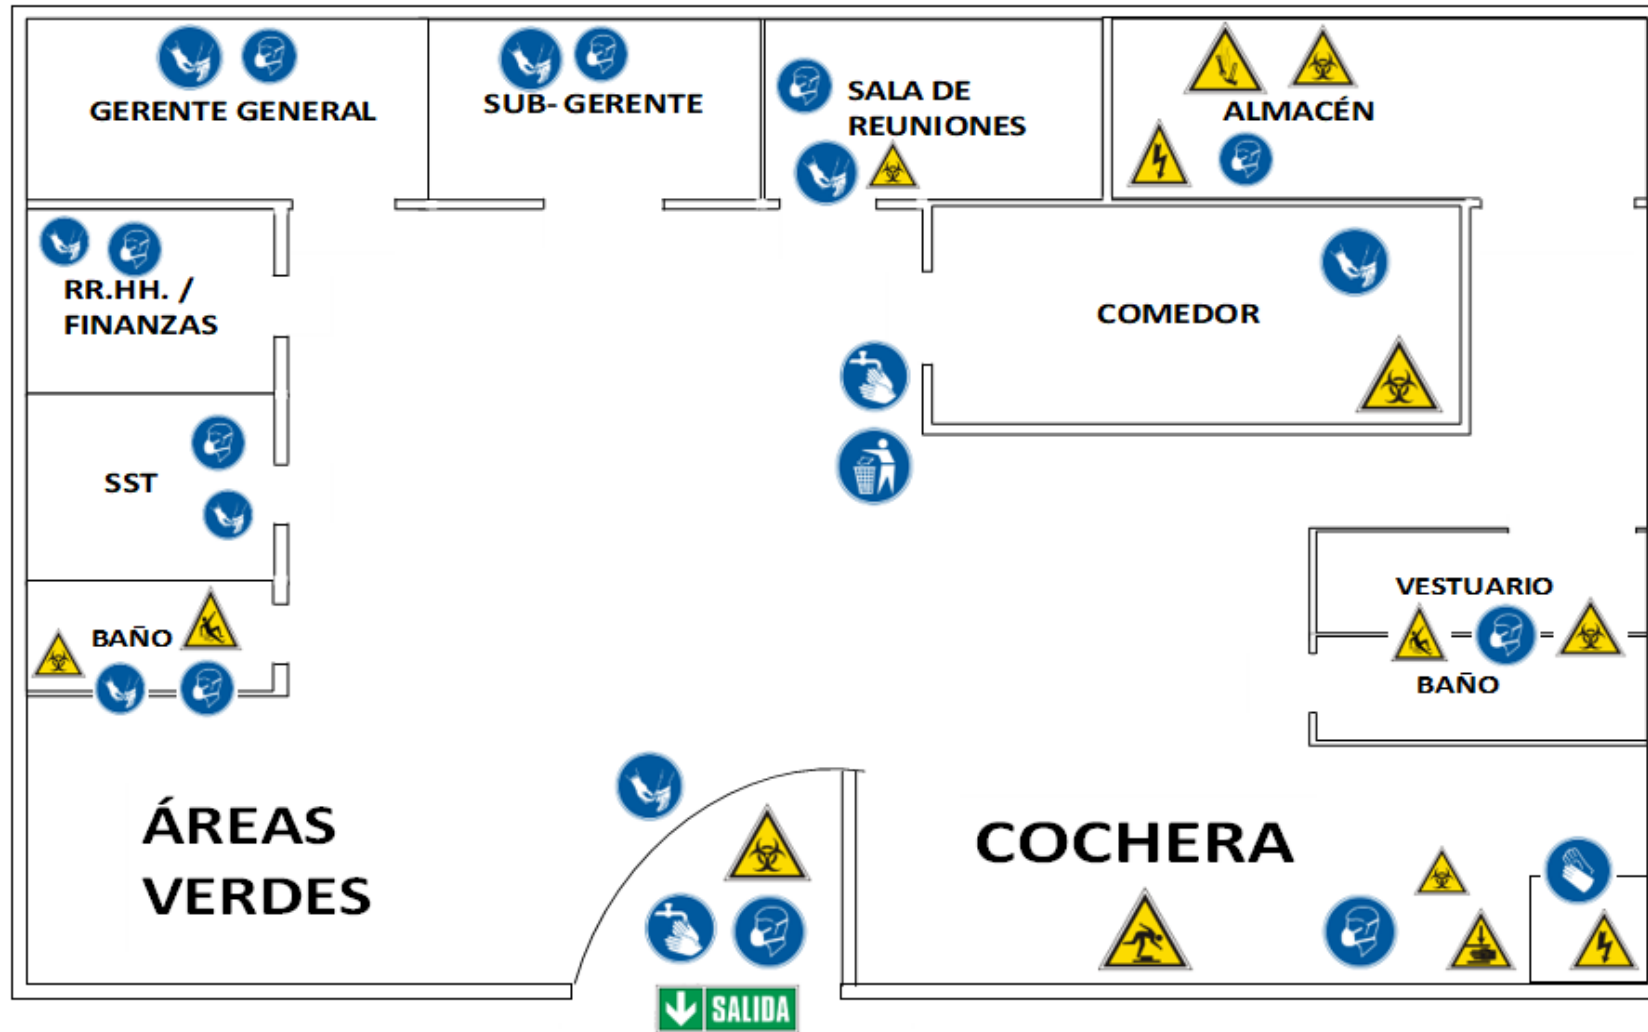 GERENTE GENERAL
SUB- GERENTE
SALA DE
REUNIONES
ALMACÉN
RR.HH. /
FINANZAS
COMEDOR
SST
BAÑO
VESTUARIO
BAÑO
ÁREAS
VERDES
COCHERA
SALIDA